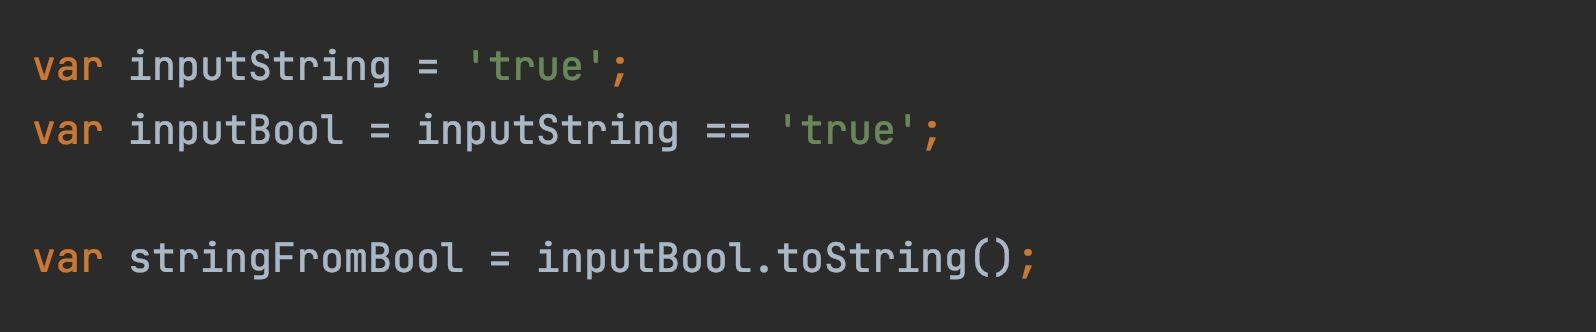 var inputString = 'true';
var inputBool = inputString == 'true';
var stringFromBool = inputBool.toString();